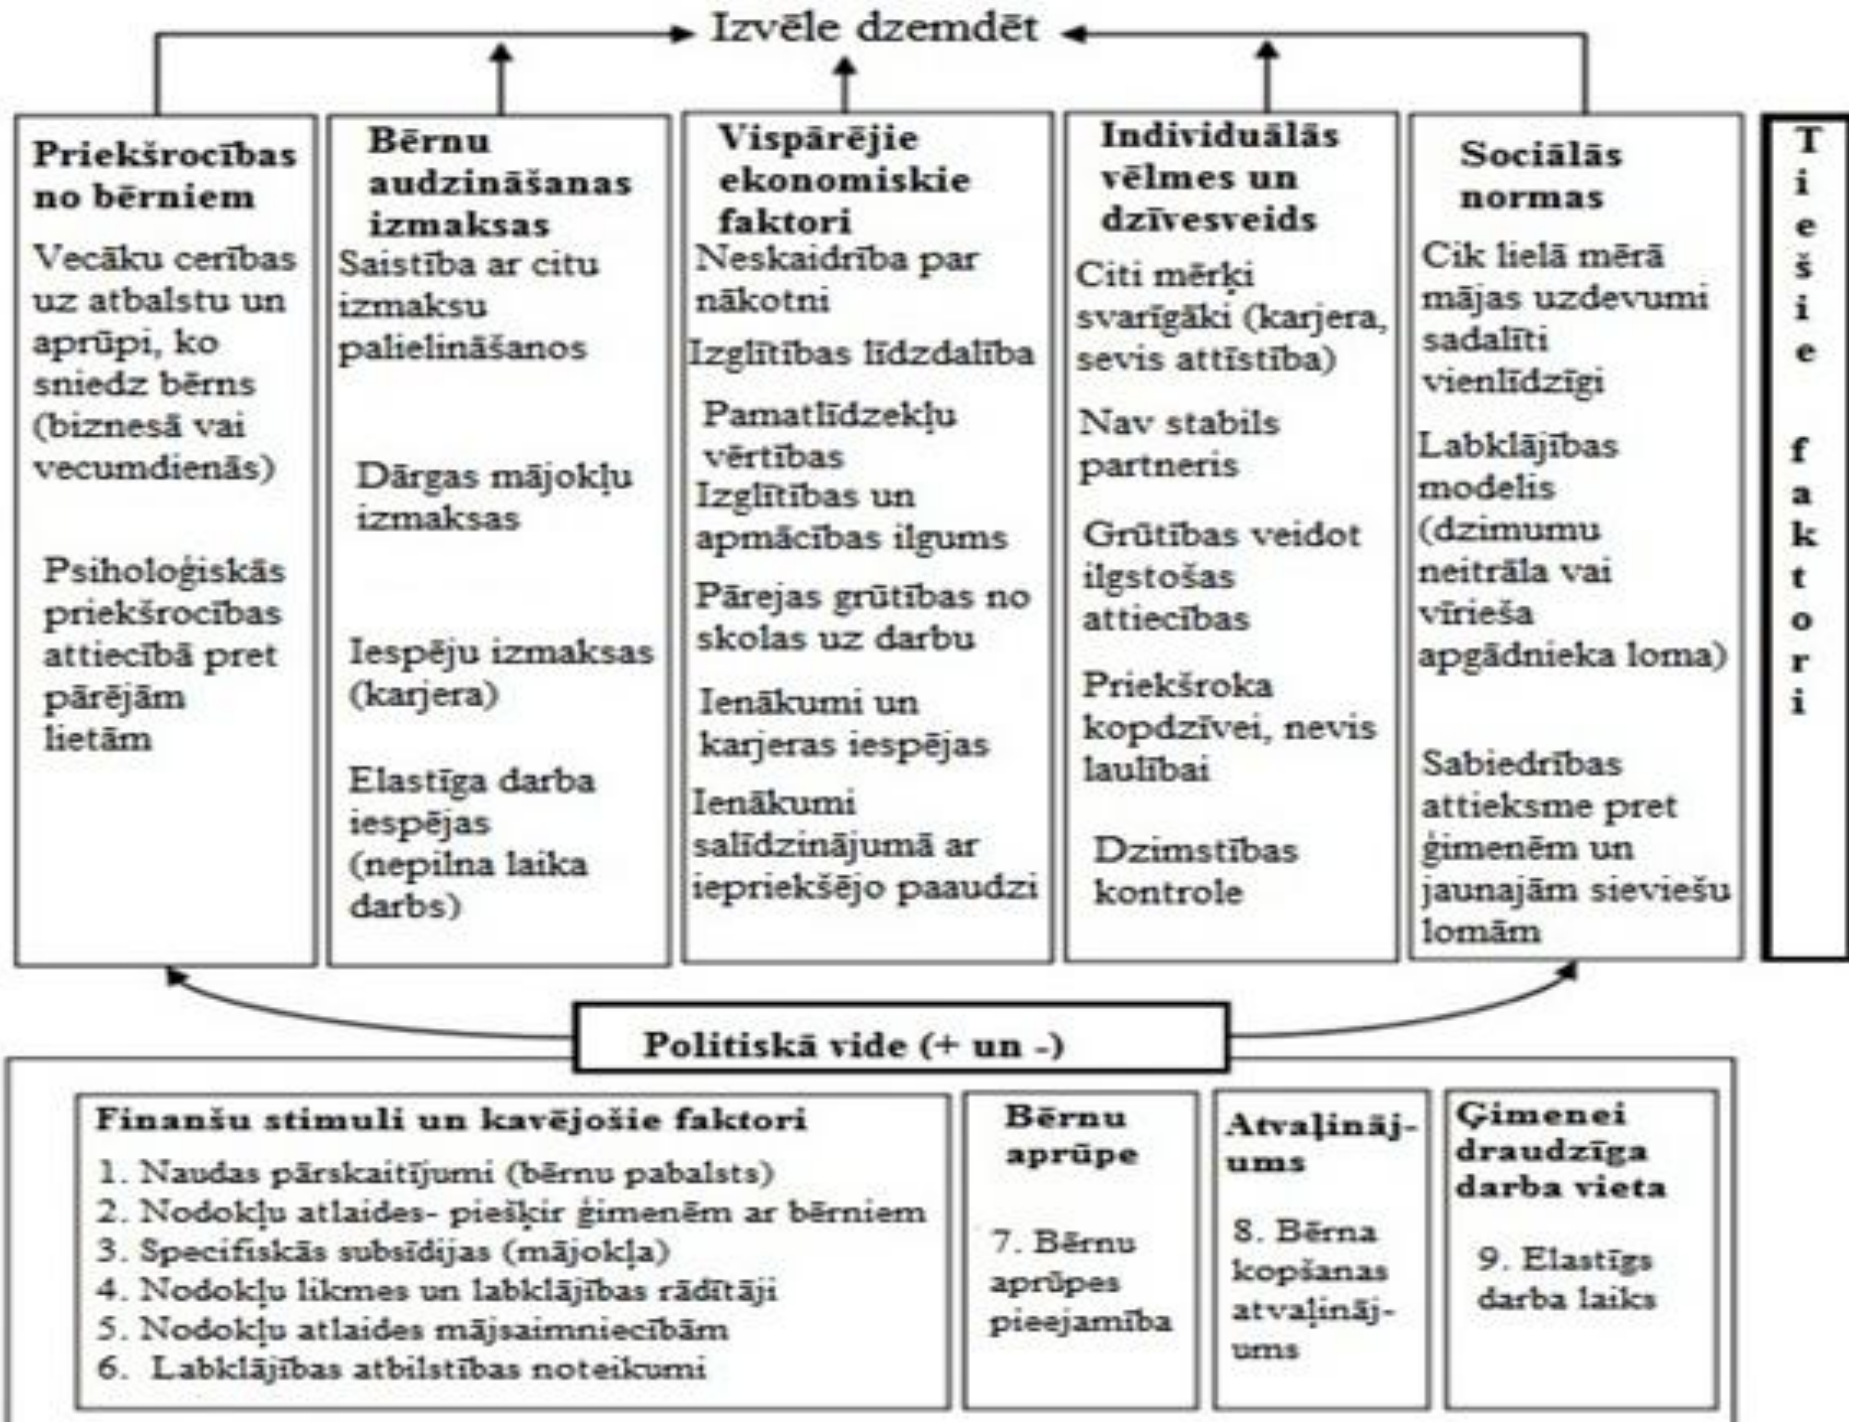 Izvēle dzemdēt
Priekšrocības
no bērniem
Vecāku cerības
uz atbalstu un
aprūpi, ko
sniedz bērns
(biznesā vai
vecumdienās)
Psiholoģiskās
priekšrocības
attiecībā pret
pārējām
lietām
Bērnu
audzināšanas
izmaksas
Saistība ar citu
izmaksu
palielināšanos
Dārgas mājokļu
izmaksas
Iespēju izmaksas
(karjera)
Elastīga darba
iespējas
(nepilna laika
darbs)
Vispārējie
ekonomiskie
faktori
Neskaidrība par
nākotni
Izglītības līdzdalība
Pamatlīdzekļu
vērtības
Izglītības un
apmācības ilgums
Pārejas grūtības no
skolas uz darbu
Ienākumi un
karjeras iespējas
Ienākumi
salīdzinājumā ar
iepriekšējo paaudzi
Individuālās
vēlmes un
dzīvesveids
Citi mērķi
svarīgāki (karjera,
sevis attīstība)
Nav stabils
partneris
Grūtības veidot
ilgstošas
attiecības
Priekšroka
kopdzīvei, nevis
laulībai
Dzimstības
kontrole
Sociālās
normas
Cik lielā mērā
mājas uzdevumi
sadalīti
vienlīdzīgi
Labklājības
modelis
(dzimumu
neitrāla vai
vīrieša
apgādnieka loma)
Sabiedrības
attieksme pret
ģimenēm un
jaunajām sieviešu
lomām
Tiešie faktori
Politiskā vide (+ un -)
Finanšu stimuli un kavējošie faktori
1. Naudas pārskaitījumi (bērnu pabalsts)
2. Nodokļu atlaides- piešķir ģimenēm ar bērniem
3. Specifiskās subsīdijas (mājokļa)
4. Nodokļu likmes un labklājības rādītāji
5. Nodokļu atlaides mājsaimniecībām
6. Labklājības atbilstības noteikumi
Bērnu
aprūpe
7. Bērnu
aprūpes
pieejamība
Atvaļināj-
ums
8. Bērna
kopšanas
atvaļināj-
ums
Ģimenei
draudzīga
darba vieta
9. Elastīgs
darba laiks